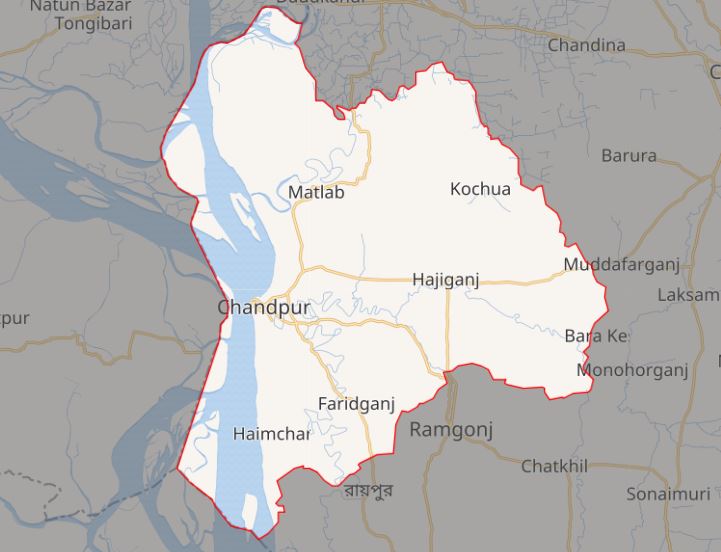 Natun Bazar
Tongibari
Daudkandi
Chandina
Barura
Matlab
Kochua
Muddafarganj
Hajiganj
Laksam
Chandpur
pur
Bara Ke
Monohorganj
Faridganj
Haimchar
Ramgonj
Chatkhil
রায়পুর
Sonaimuri